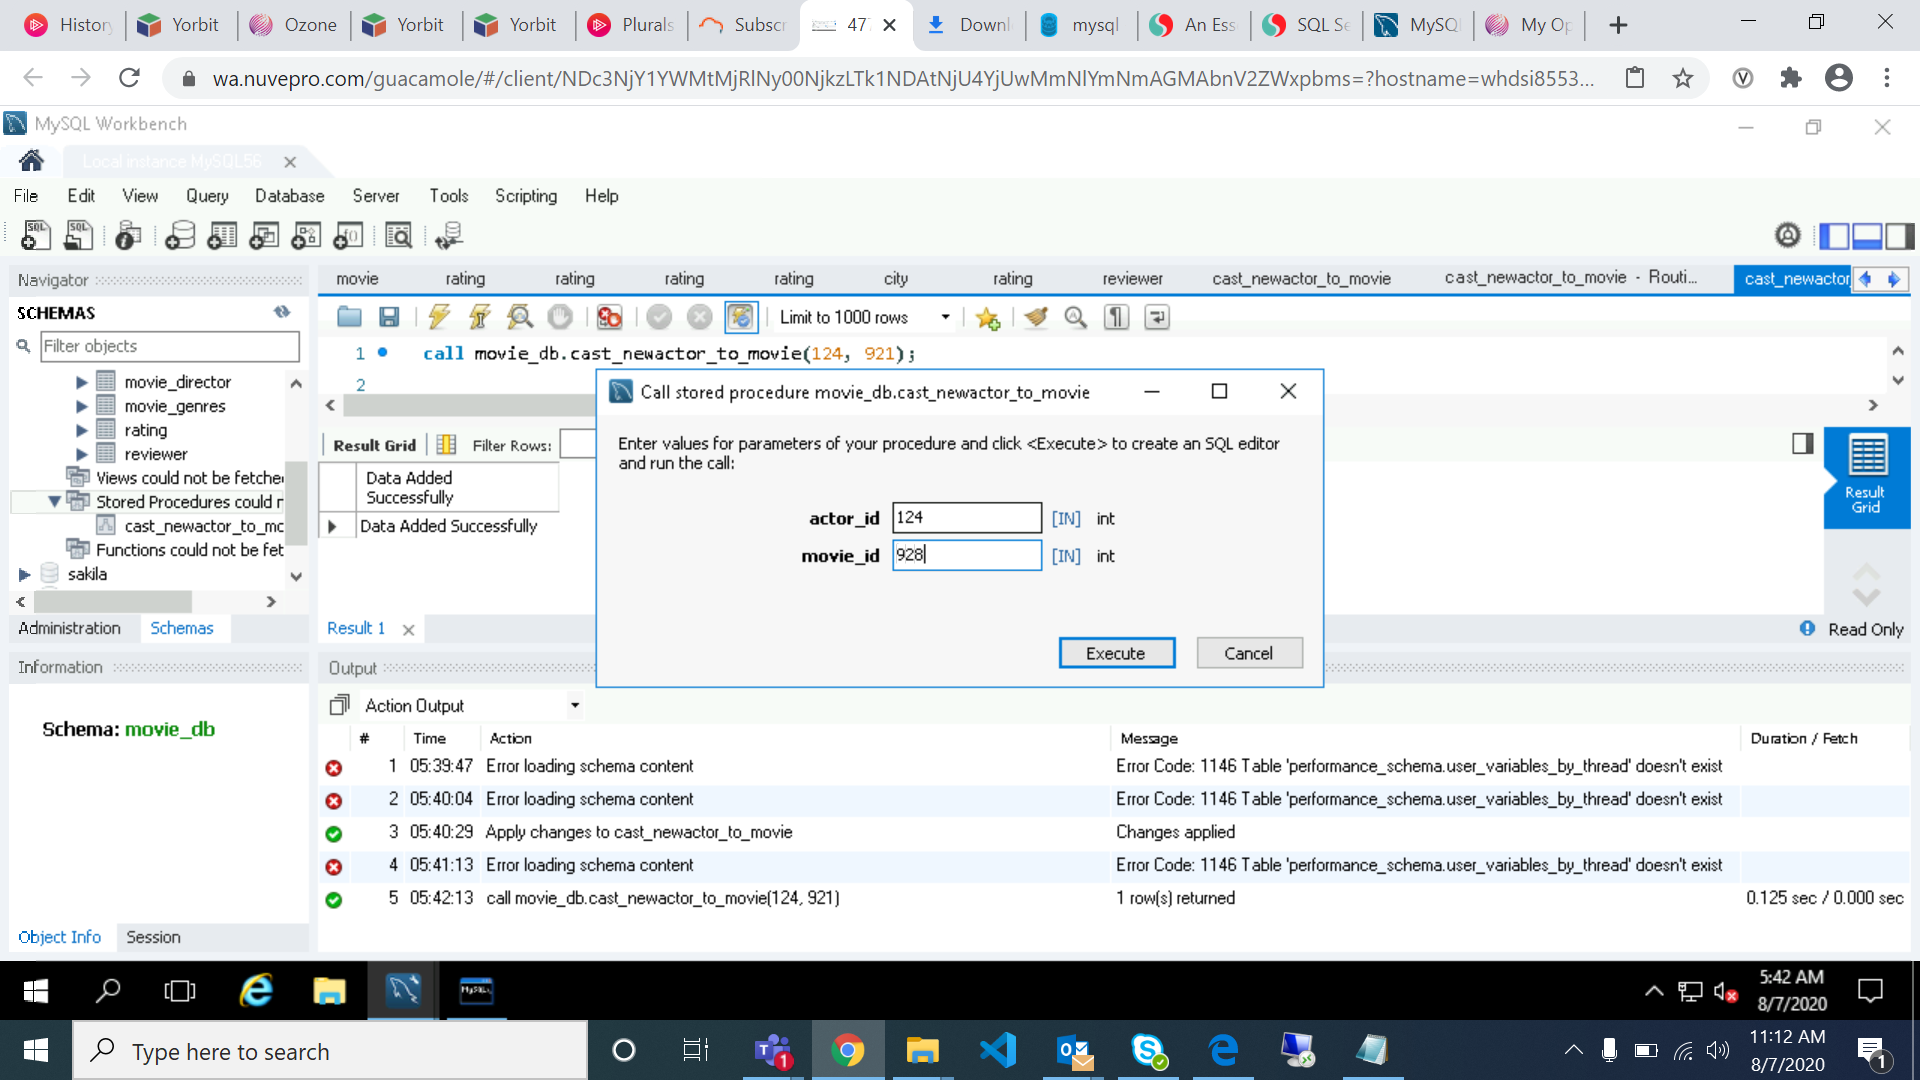 Histor
Yorbit
Ozone
Yorbit
Yorbit
Plurals
Subscr
47
Downl
mysql
An Ess
SQL Se
MySQ
My Op
wa.nuvepro.com/guacamole/#/client/NDc3NjY1YWMtMjRlNy00NjkzLTk1NDAtNjU4YjUwMmNlYmNmAGMAbnV2ZWxpbms=?hostname=whdsi8553...
MySQL Workbench
Local instance MySQL56
File Edit View Query Database Server Tools Scripting Help
Navigator
movie rating rating rating rating city rating reviewer cast_newactor_to_movie cast_newactor_to_movie - Routi... cast_newactor
SCHEMAS
Filter objects
Limit to 1000 rows
1 call movie_db.cast_newactor_to_movie(124, 921);
2
movie_director
movie_genres
rating
reviewer
Views could not be fetche
Stored Procedures could r
cast_newactor_to_mc
Functions could not be fet
sakila
Administration Schemas
Result Grid Filter Rows:
Data Added
Successfully
Data Added Successfully
Result 1
Call stored procedure movie_db.cast_newactor_to_movie
Enter values for parameters of your procedure and click <Execute> to create an SQL editor
and run the call:
actor_id 124 [IN] int
movie_id 928 [IN] int
Execute Cancel
Result
Grid
Read Only
Information
Schema: movie_db
Object Info Session
Output
Action Output
# Time Action Message Duration / Fetch
1 05:39:47 Error loading schema content Error Code: 1146 Table 'performance_schema.user_variables_by_thread' doesn't exist
2 05:40:04 Error loading schema content Error Code: 1146 Table 'performance_schema.user_variables_by_thread' doesn't exist
3 05:40:29 Apply changes to cast_newactor_to_movie Changes applied
4 05:41:13 Error loading schema content Error Code: 1146 Table 'performance_schema.user_variables_by_thread' doesn't exist
5 05:42:13 call movie_db.cast_newactor_to_movie(124, 921) 1 row(s) returned 0.125 sec / 0.000 sec
5:42 AM
8/7/2020
Type here to search
1
11:12 AM
8/7/2020
1